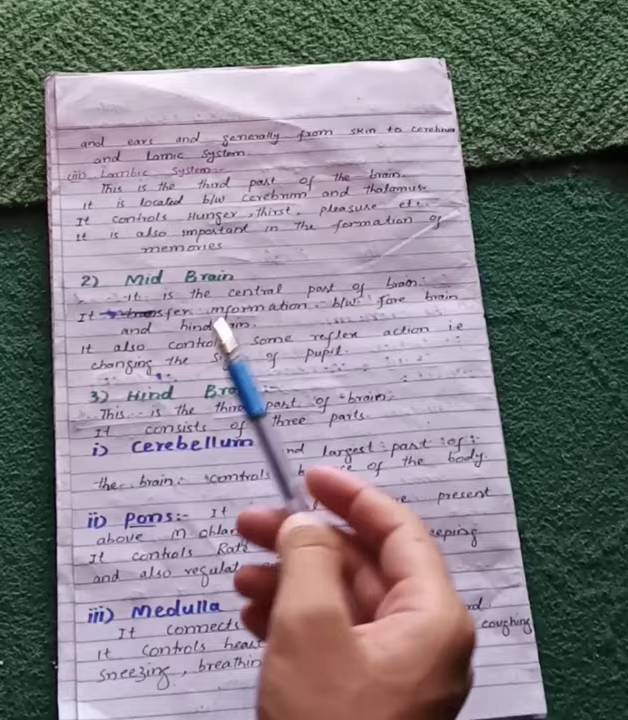 and ears and generally from skin to cerebrum
and Lamic System.
(iii) Lambic System:-
This is the third part of the brain.
it is located b/w cerebrum and thalamus.
It controls Hunger, thirst, pleasure etc.
it is also important in the formation of
memories
2) Mid Brain
It is the central part of brain.
It transfer information b/w fore brain
and hind
it also control some reflex action i.e
changing the of pupil.
3) Hind
This is the third part of brain.
It consists of three parts.
i) Cerebellum nd largest part of
the brain. controls of the body.
ii) Pons:- It present
above
It controls Rate eeping
and also regulat
iii) Medulla
It connects
it controls coughing
sneezing, breathin